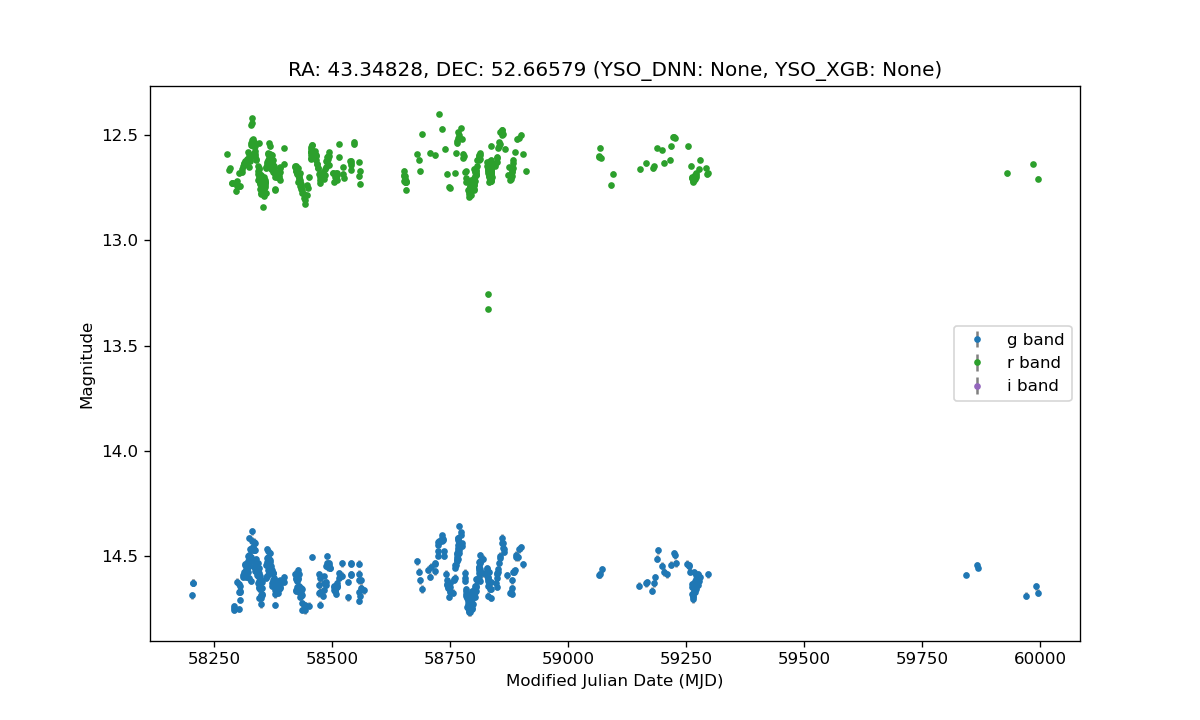 RA: 43.34828, DEC: 52.66579 (YSO_DNN: None, YSO_XGB: None)
12.5
13.0
13.5
14.0
14.5
Magnitude
g band
r band
i band
58250 58500 58750 59000 59250 59500 59750 60000
Modified Julian Date (MJD)